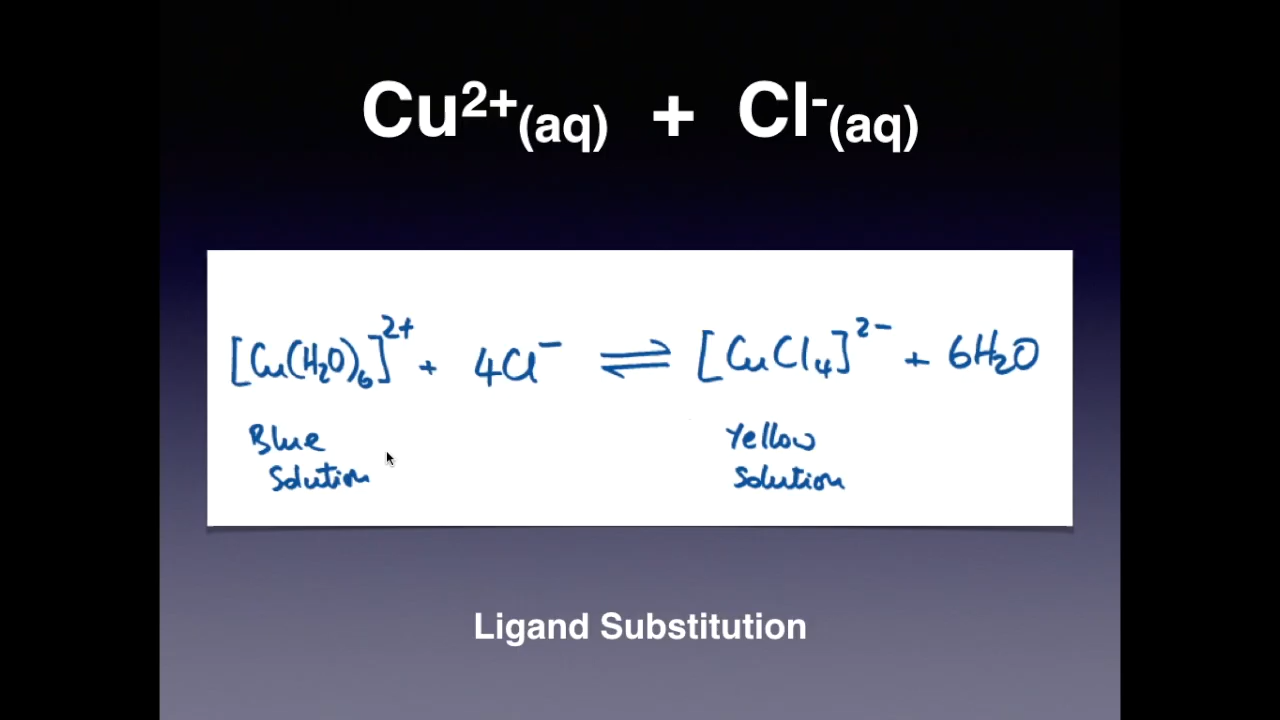 Cu²⁺(aq) + Cl⁻(aq)
[Cu(H₂O)₆]²⁺ + 4Cl⁻ ⇌ [CuCl₄]²⁻ + 6H₂O
Blue Yellow
Solution Solution
Ligand Substitution